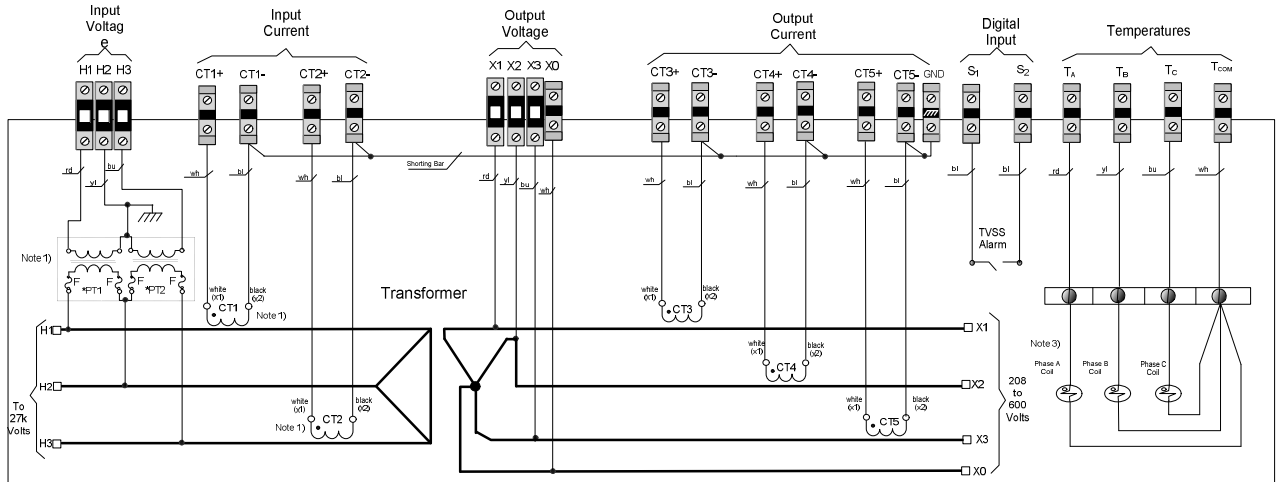 Input
Voltag
e
Input
Current
Output
Voltage
Output
Current
Digital
Input
Temperatures
H1 H2 H3
CT1+ CT1- CT2+ CT2-
X1 X2 X3 X0
CT3+ CT3- CT4+ CT4- CT5+ CT5- GND
S1 S2
TA TB TC TCOM
Shorting Bar
rd yl bu
wh bl wh bl
rd yl bu wh
wh bl wh bl wh bl
bl bl
rd yl bu wh
TVSS
Alarm
Note 1)
F *PT1 F F *PT2 F
white
(x1)
black
(x2)
CT1
Note 1)
Transformer
white
(x1)
black
(x2)
CT3
H1
X1
Note 3)
white
(x1)
black
(x2)
CT4
Phase A
Coil
Phase B
Coil
Phase C
Coil
H2
X2
To
27k
Volts
208
to
600
Volts
white
(x1)
black
(x2)
CT2
Note 1)
white
(x1)
black
(x2)
CT5
H3
X3
X0